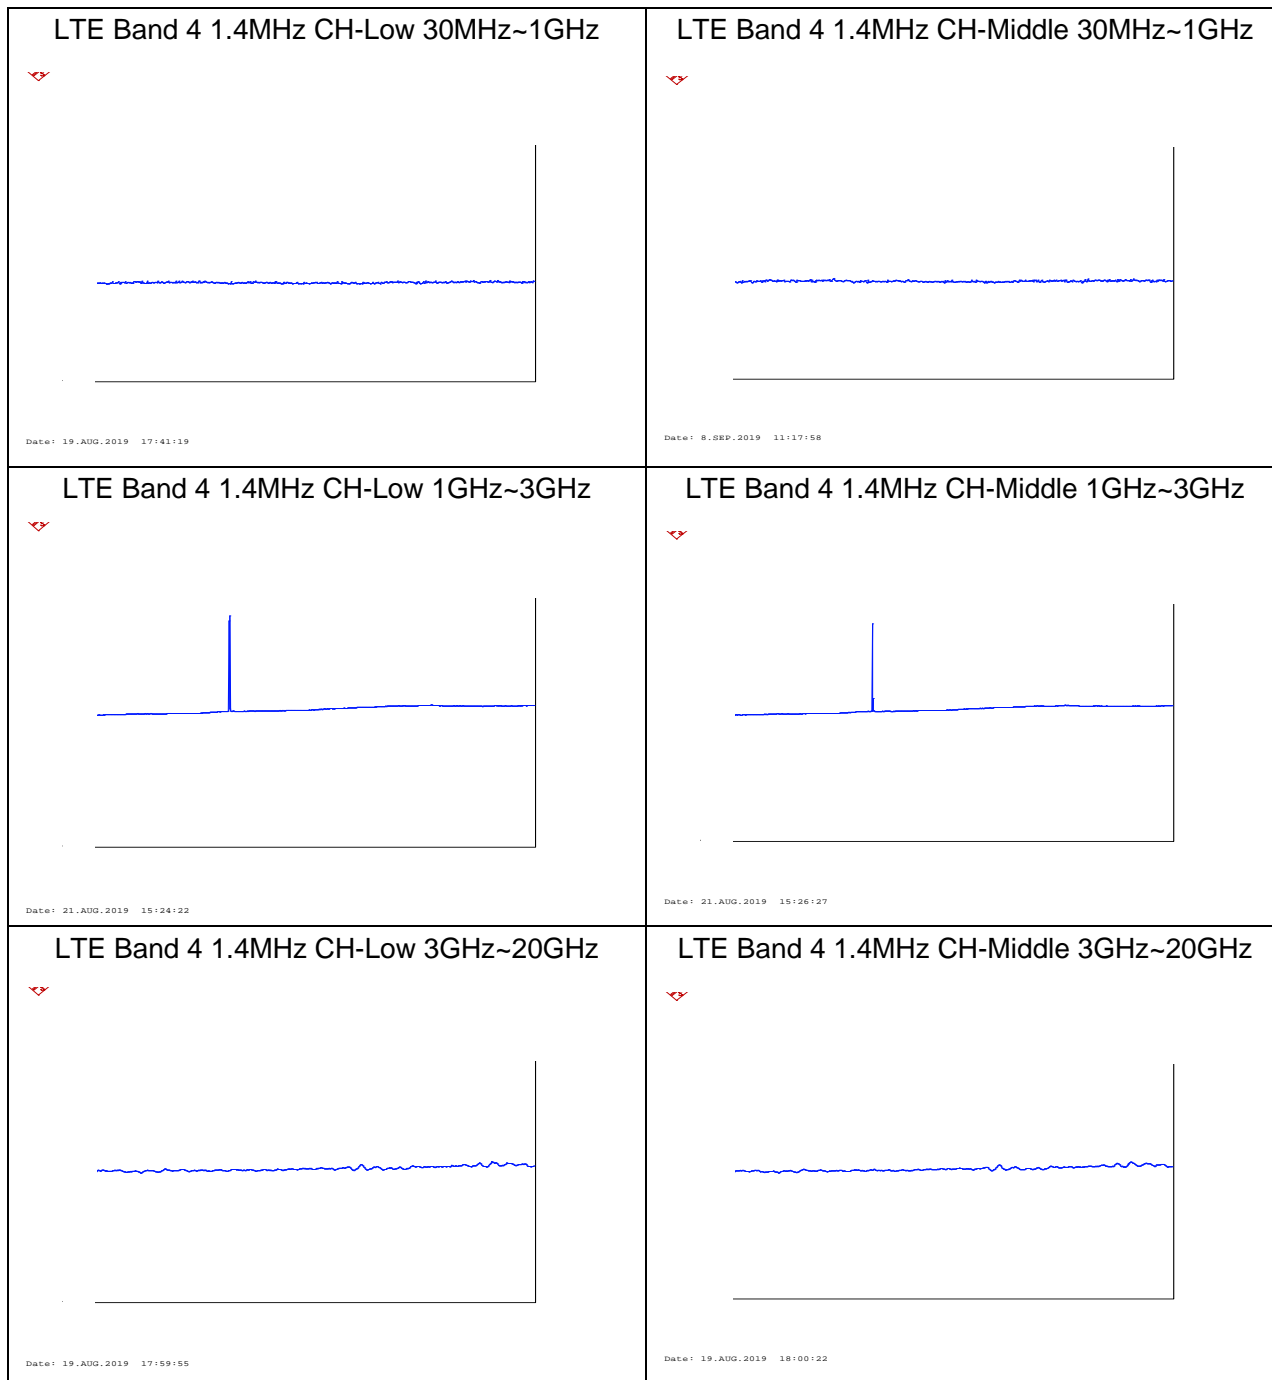 LTE Band 4 1.4MHz CH-Low 30MHz~1GHz
Date: 19.AUG.2019 17:41:19
LTE Band 4 1.4MHz CH-Middle 30MHz~1GHz
Date: 8.SEP.2019 11:17:58
LTE Band 4 1.4MHz CH-Low 1GHz~3GHz
Date: 21.AUG.2019 15:24:22
LTE Band 4 1.4MHz CH-Middle 1GHz~3GHz
Date: 21.AUG.2019 15:26:27
LTE Band 4 1.4MHz CH-Low 3GHz~20GHz
Date: 19.AUG.2019 17:59:55
LTE Band 4 1.4MHz CH-Middle 3GHz~20GHz
Date: 19.AUG.2019 18:00:22